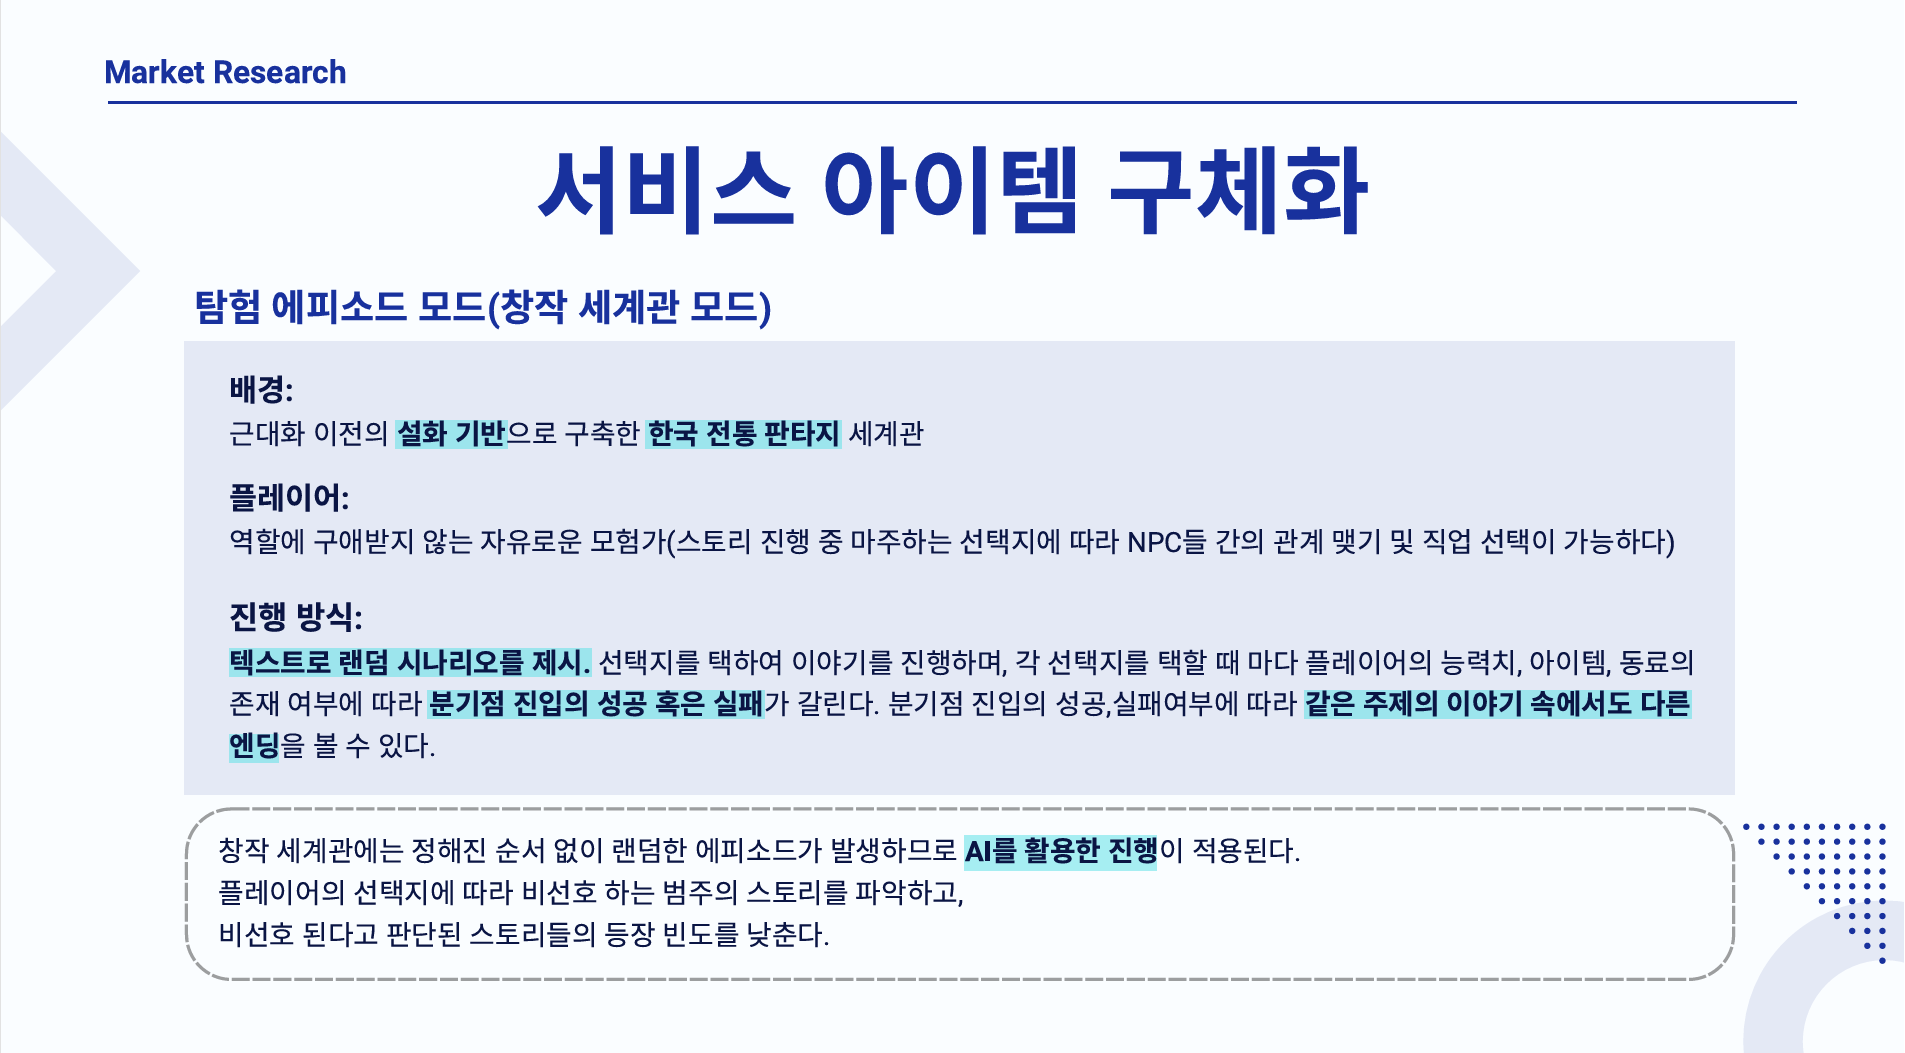 Market Research
서비스 아이템 구체화
탐험 에피소드 모드(창작 세계관 모드)
배경:
근대화 이전의 설화 기반으로 구축한 한국 전통 판타지 세계관
플레이어:
역할에 구애받지 않는 자유로운 모험가(스토리 진행 중 마주하는 선택지에 따라 NPC들 간의 관계 맺기 및 직업 선택이 가능하다)
진행 방식:
텍스트로 랜덤 시나리오를 제시. 선택지를 택하여 이야기를 진행하며, 각 선택지를 택할 때 마다 플레이어의 능력치, 아이템, 동료의
존재 여부에 따라 분기점 진입의 성공 혹은 실패가 갈린다. 분기점 진입의 성공,실패여부에 따라 같은 주제의 이야기 속에서도 다른
엔딩을 볼 수 있다.
창작 세계관에는 정해진 순서 없이 랜덤한 에피소드가 발생하므로 AI를 활용한 진행이 적용된다.
플레이어의 선택지에 따라 비선호 하는 범주의 스토리를 파악하고,
비선호 된다고 판단된 스토리들의 등장 빈도를 낮춘다.